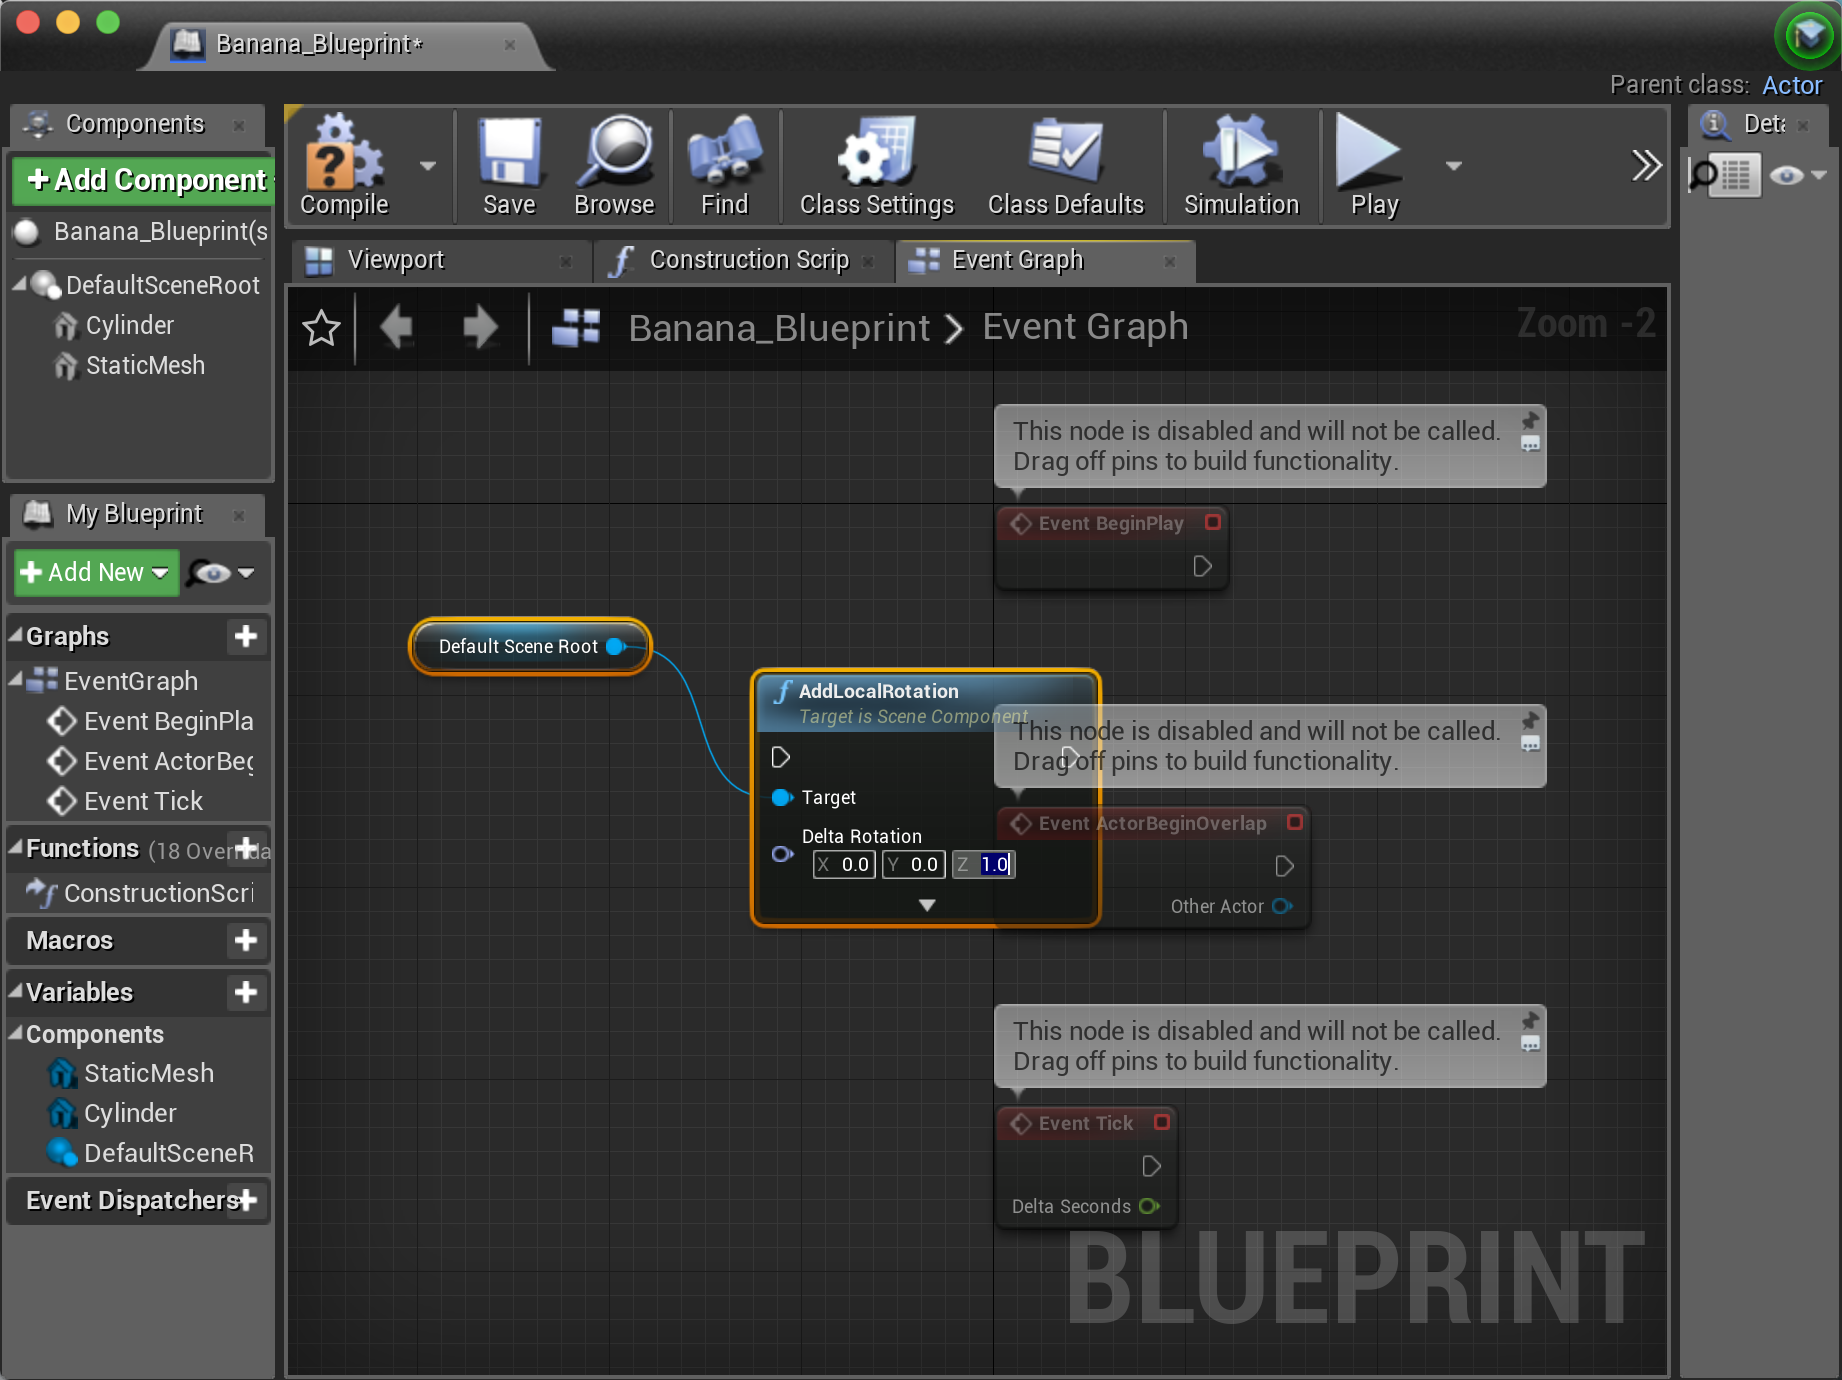 Banana_Blueprint*
Parent class: Actor
Components
+ Add Component
Banana_Blueprint(s
DefaultSceneRoot
Cylinder
StaticMesh
Compile
Save
Browse
Find
Class Settings
Class Defaults
Simulation
Play
Viewport
Construction Scrip
Event Graph
Banana_Blueprint > Event Graph
Zoom -2
My Blueprint
+ Add New
Graphs
EventGraph
Event BeginPla
Event ActorBeg
Event Tick
Functions (18 Overrida
ConstructionScri
Macros
Variables
Components
StaticMesh
Cylinder
DefaultSceneR
Event Dispatchers
This node is disabled and will not be called.
Drag off pins to build functionality.
Event BeginPlay
Default Scene Root
AddLocalRotation
Target is Scene Component
Target
Delta Rotation
X 0.0 Y 0.0 Z 1.0
This node is disabled and will not be called.
Drag off pins to build functionality.
Event ActorBeginOverlap
Other Actor
This node is disabled and will not be called.
Drag off pins to build functionality.
Event Tick
Delta Seconds
BLUEPRINT
Deta